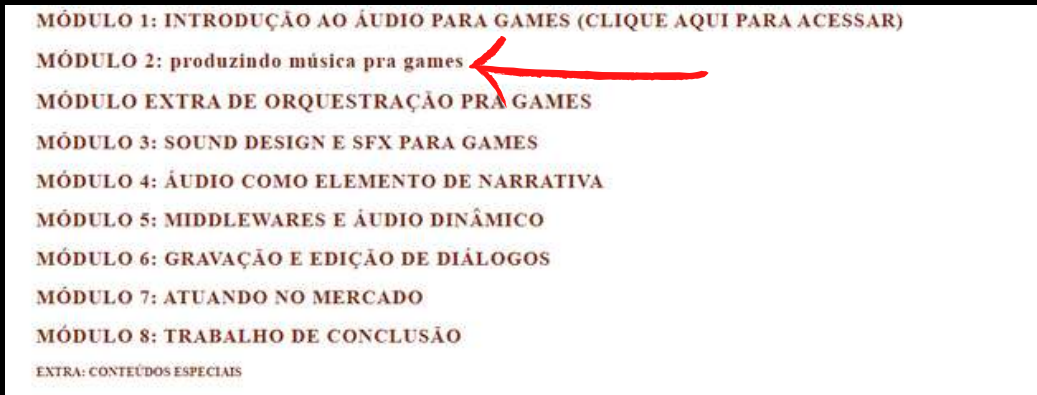 MÓDULO 1: INTRODUÇÃO AO ÁUDIO PARA GAMES (CLIQUE AQUI PARA ACESSAR)
MÓDULO 2: produzindo música pra games
MÓDULO EXTRA DE ORQUESTRAÇÃO PRA GAMES
MÓDULO 3: SOUND DESIGN E SFX PARA GAMES
MÓDULO 4: ÁUDIO COMO ELEMENTO DE NARRATIVA
MÓDULO 5: MIDDLEWARES E ÁUDIO DINÂMICO
MÓDULO 6: GRAVAÇÃO E EDIÇÃO DE DIÁLOGOS
MÓDULO 7: ATUANDO NO MERCADO
MÓDULO 8: TRABALHO DE CONCLUSÃO
EXTRA: CONTEÚDOS ESPECIAIS